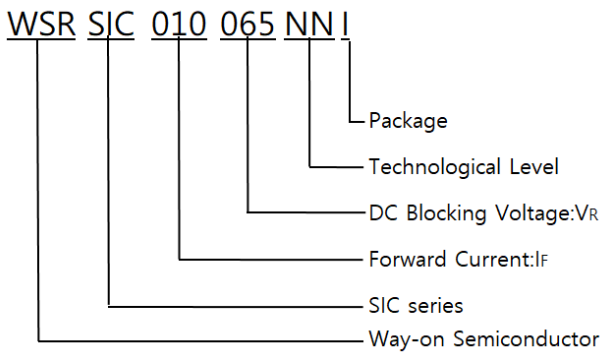 WSR SIC 010 065 NN I
Package
Technological Level
DC Blocking Voltage:VR
Forward Current:IF
SIC series
Way-on Semiconductor